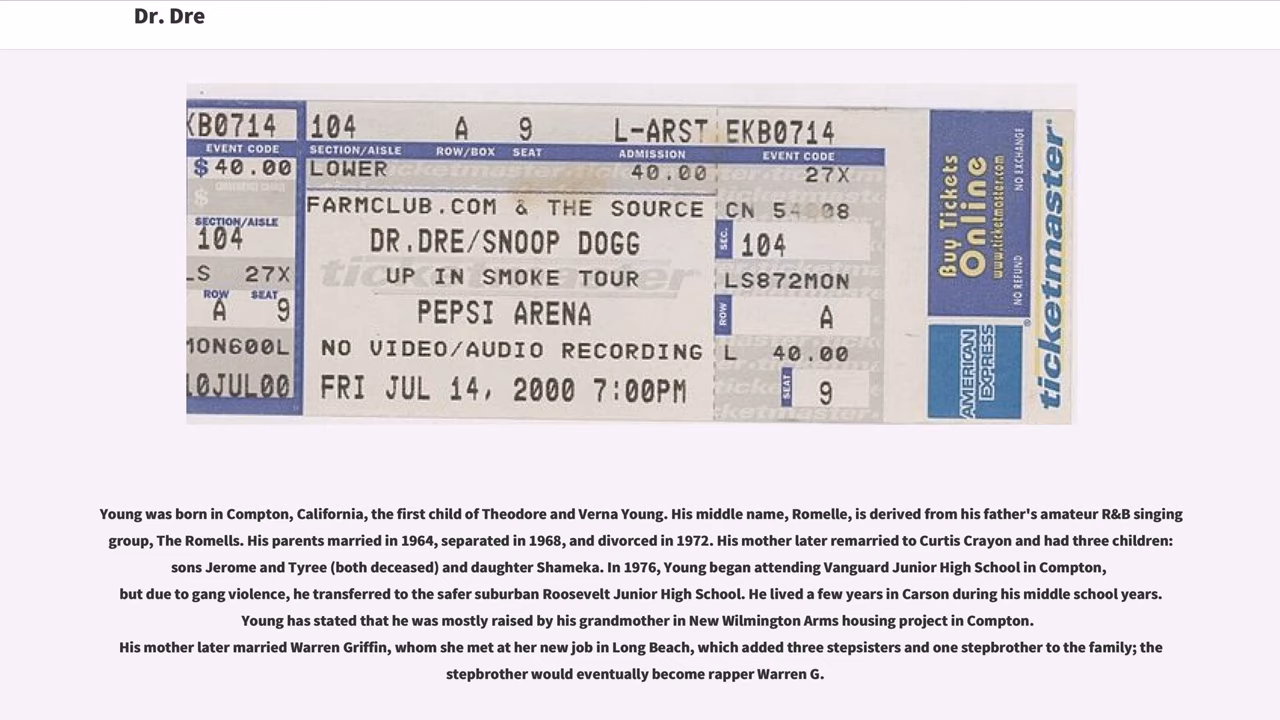 Dr. Dre
KB0714 104 A 9 L-ARST EKB0714
EVENT CODE SECTION/AISLE ROW/BOX SEAT ADMISSION EVENT CODE
$ 40.00 LOWER 40.00 27X
$ FARMCLUB.COM & THE SOURCE CN
SECTION/AISLE
104 DR.DRE/SNOOP DOGG SEC. 104
LS 27X UP IN SMOKE TOUR LS872MON
ROW SEAT
A 9 PEPSI ARENA ROW A
MON600L NO VIDEO/AUDIO RECORDING L 40.00
10JUL00 FRI JUL 14, 2000 7:00PM SEAT 9
ticketmaster
Buy Tickets
Online
www.ticketmaster.com
NO REFUND NO EXCHANGE
AMERICAN
EXPRESS
ticketmaster®
Young was born in Compton, California, the first child of Theodore and Verna Young. His middle name, Romelle, is derived from his father's amateur R&B singing
group, The Romells. His parents married in 1964, separated in 1968, and divorced in 1972. His mother later remarried to Curtis Crayon and had three children:
sons Jerome and Tyree (both deceased) and daughter Shameka. In 1976, Young began attending Vanguard Junior High School in Compton,
but due to gang violence, he transferred to the safer suburban Roosevelt Junior High School. He lived a few years in Carson during his middle school years.
Young has stated that he was mostly raised by his grandmother in New Wilmington Arms housing project in Compton.
His mother later married Warren Griffin, whom she met at her new job in Long Beach, which added three stepsisters and one stepbrother to the family; the
stepbrother would eventually become rapper Warren G.